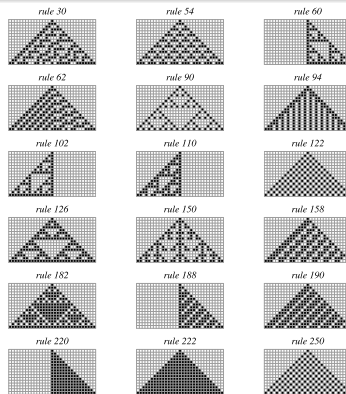 rule 30 rule 54 rule 60
rule 62 rule 90 rule 94
rule 102 rule 110 rule 122
rule 126 rule 150 rule 158
rule 182 rule 188 rule 190
rule 220 rule 222 rule 250